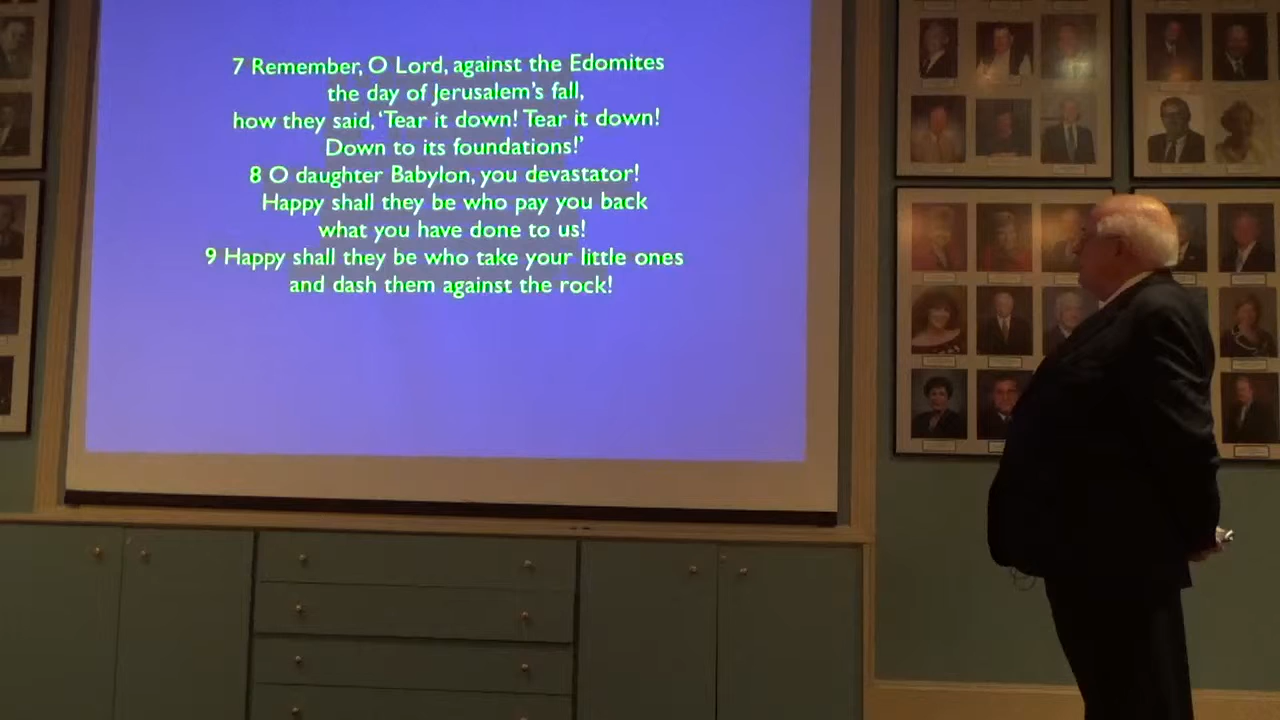 7 Remember, O Lord, against the Edomites
the day of Jerusalem’s fall,
how they said, ‘Tear it down! Tear it down!
Down to its foundations!’
8 O daughter Babylon, you devastator!
Happy shall they be who pay you back
what you have done to us!
9 Happy shall they be who take your little ones
and dash them against the rock!